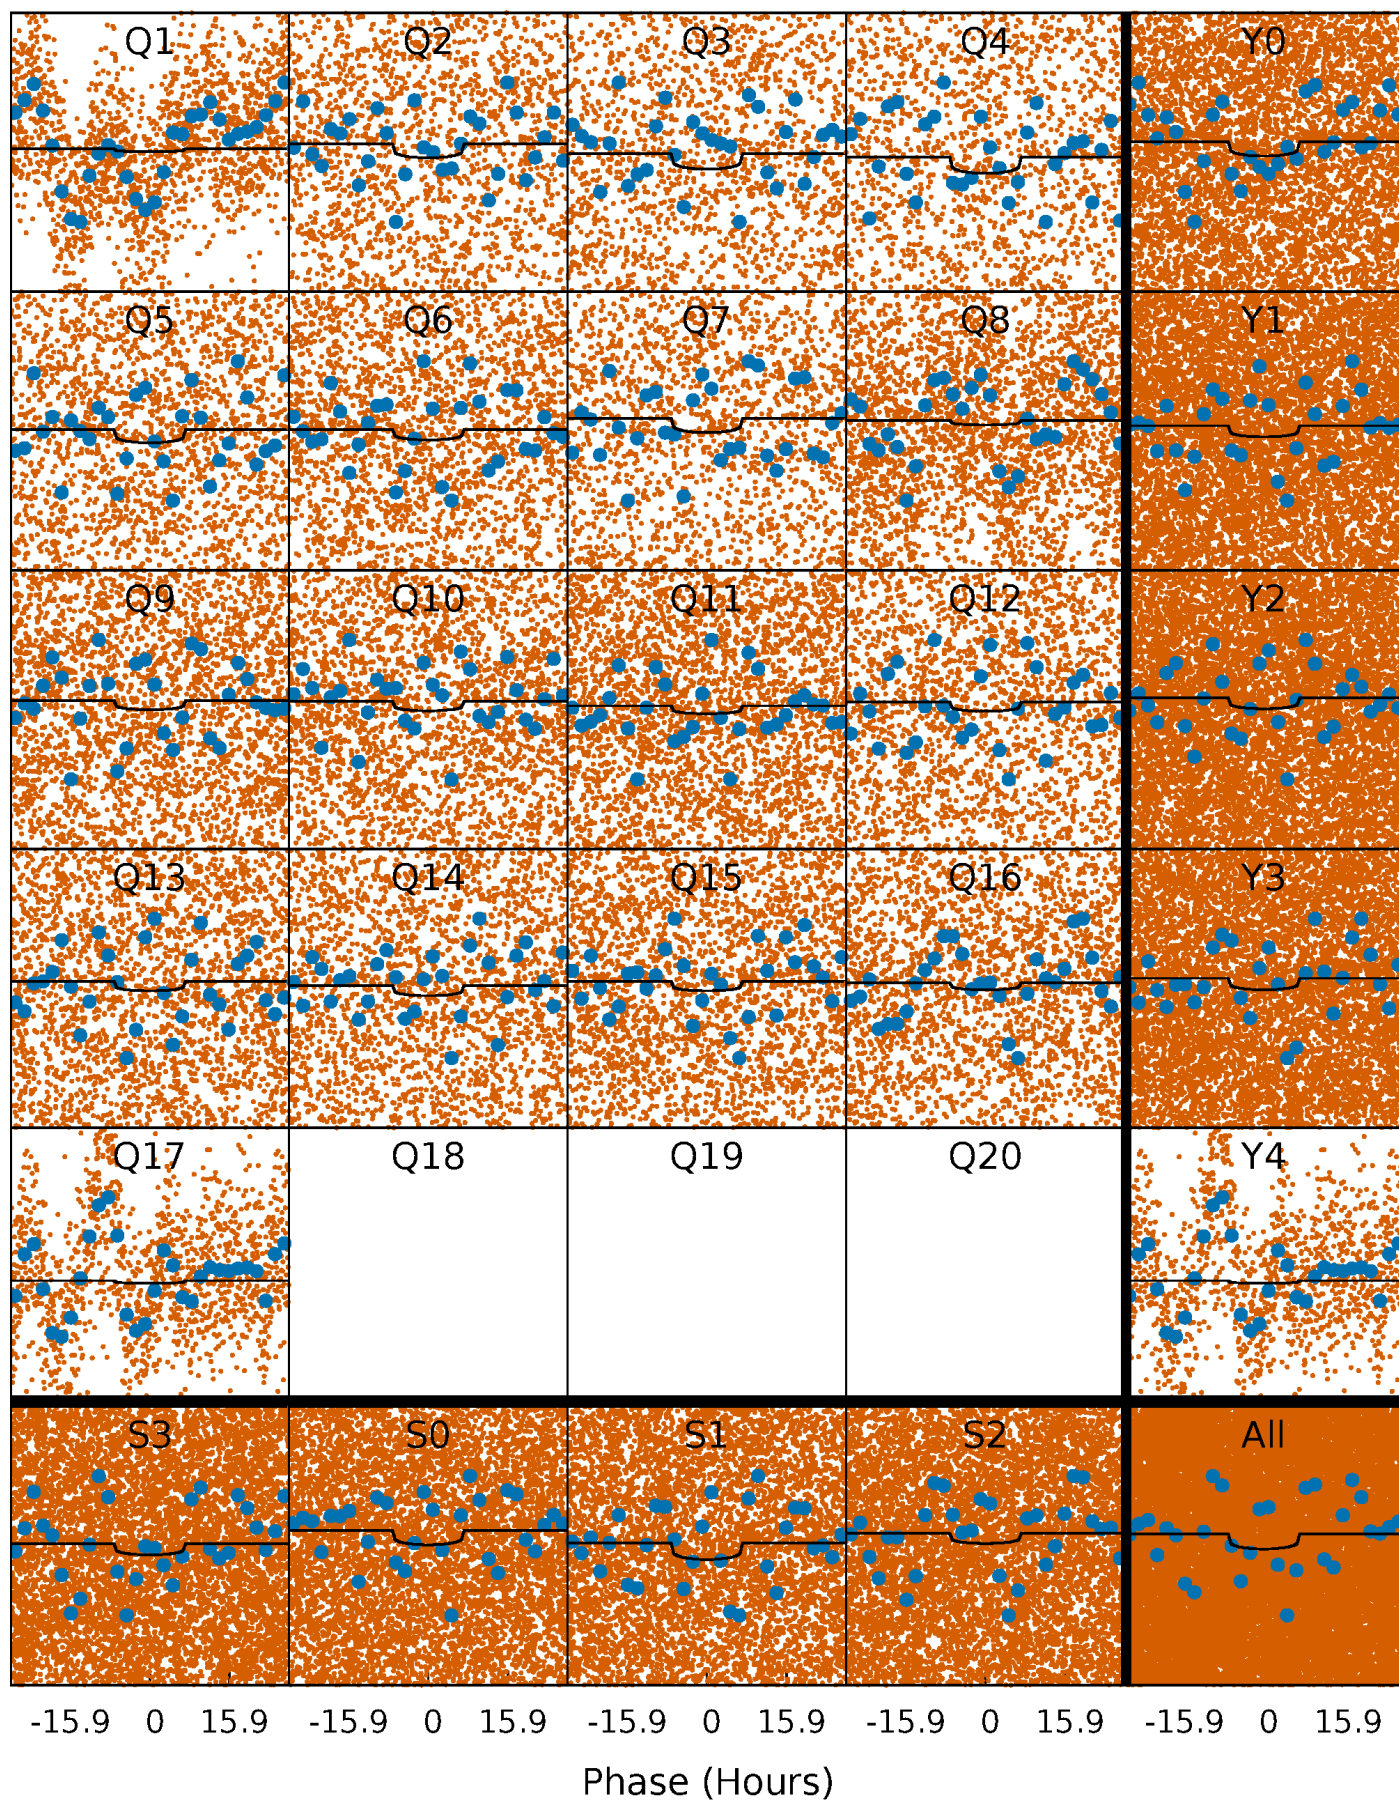 Q1 Q2 Q3 Q4 Y0
Q5 Q6 Q7 Q8 Y1
Q9 Q10 Q11 Q12 Y2
Q13 Q14 Q15 Q16 Y3
Q17 Q18 Q19 Q20 Y4
S3 S0 S1 S2 All
-15.9 0 15.9 -15.9 0 15.9 -15.9 0 15.9 -15.9 0 15.9 -15.9 0 15.9
Phase (Hours)